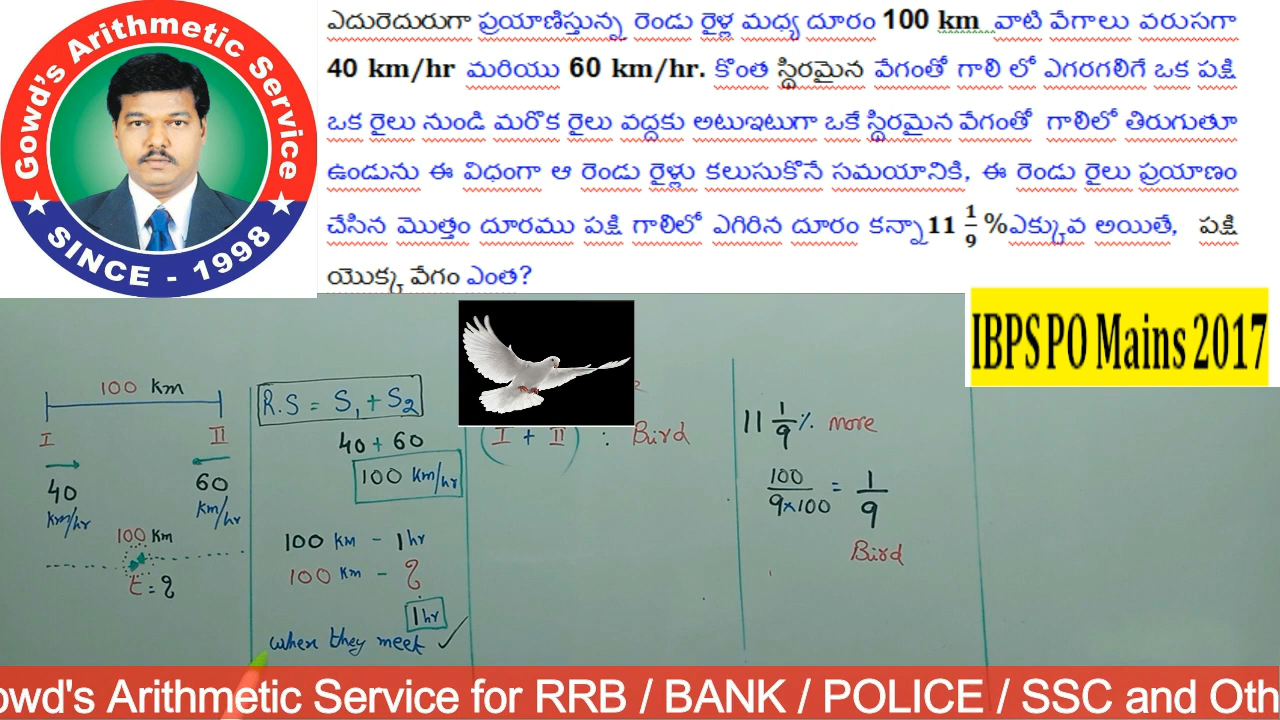 Gowd's Arithmetic Service
SINCE - 1998
ఎదురెదురుగా ప్రయాణిస్తున్న రెండు రైళ్ల మధ్య దూరం 100 km వాటి వేగాలు వరుసగా
40 km/hr మరియు 60 km/hr. కొంత స్థిరమైన వేగంతో గాలి లో ఎగరగలిగే ఒక పక్షి
ఒక రైలు నుండి మరొక రైలు వద్దకు అటుఇటుగా ఒకే స్థిరమైన వేగంతో గాలిలో తిరుగుతూ
ఉండును ఈ విధంగా ఆ రెండు రైళ్లు కలుసుకొనే సమయానికి, ఈ రెండు రైలు ప్రయాణం
చేసిన మొత్తం దూరము పక్షి గాలిలో ఎగిరిన దూరం కన్నా 11 1/9 %ఎక్కువ అయితే, పక్షి
యొక్క వేగం ఎంత?
IBPS PO Mains 2017
100 Km
I II
40 60
Km/hr Km/hr
100 Km
t = ?
R.S = S1 + S2
40 + 60
100 Km/hr
100 Km - 1hr
100 Km - ?
1hr
when they meet ✓
(I + II) : Bird
11 1/9 % more
100/9×100 = 1/9
Bird
owd's Arithmetic Service for RRB / BANK / POLICE / SSC and Oth